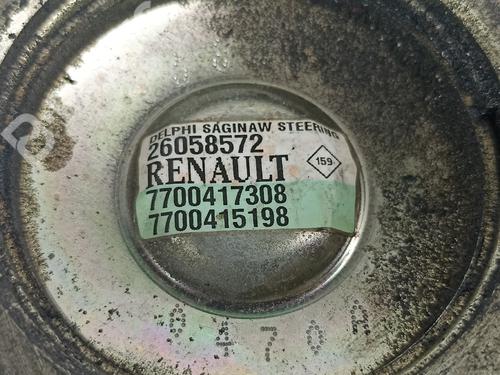 DELPHI SAGINAW STEERING
26058572
RENAULT
159
7700417308
7700415198